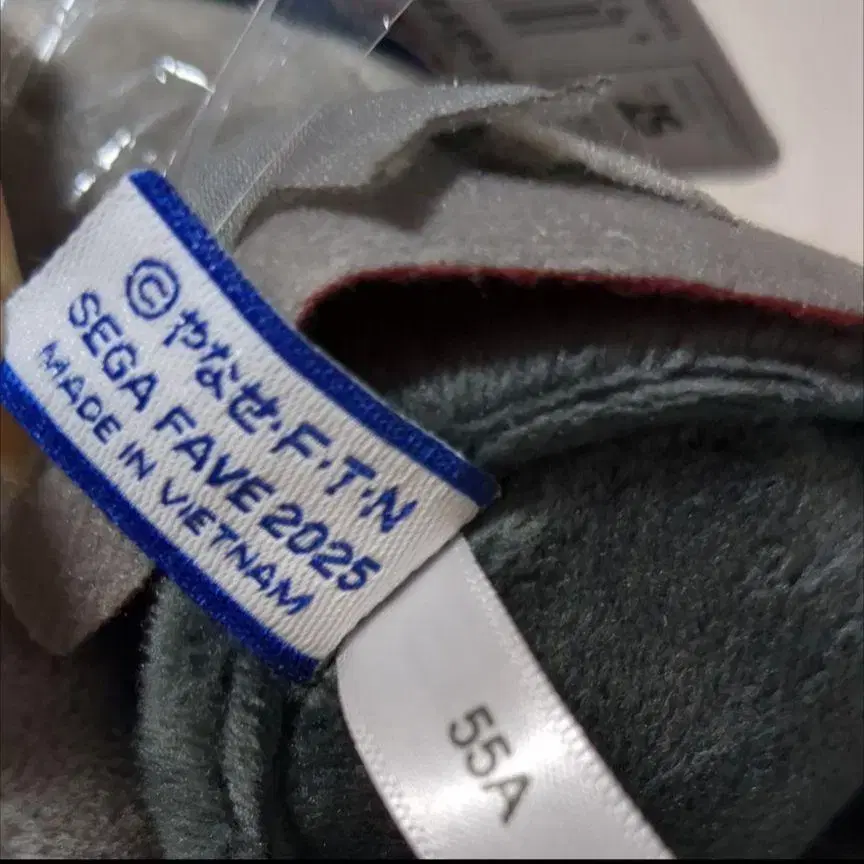 ©やなせ・F・T・N
SEGA FAVE 2025
MADE IN VIETNAM
55A